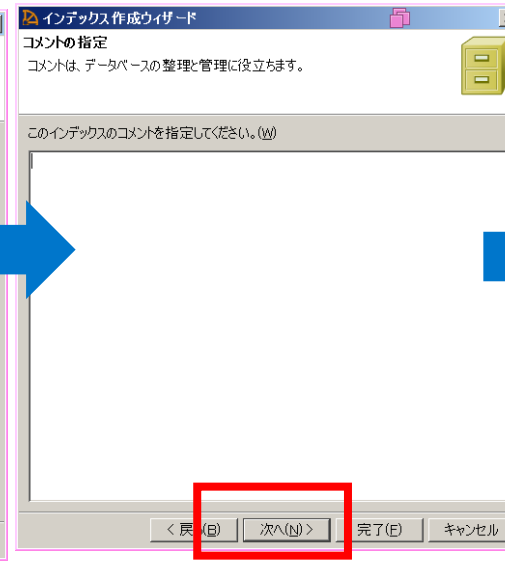 インデックス作成ウィザード
コメントの指定
コメントは、データベースの整理と管理に役立ちます。
このインデックスのコメントを指定してください。(W)
< 戻(B)
次へ(N) >
完了(F)
キャンセル